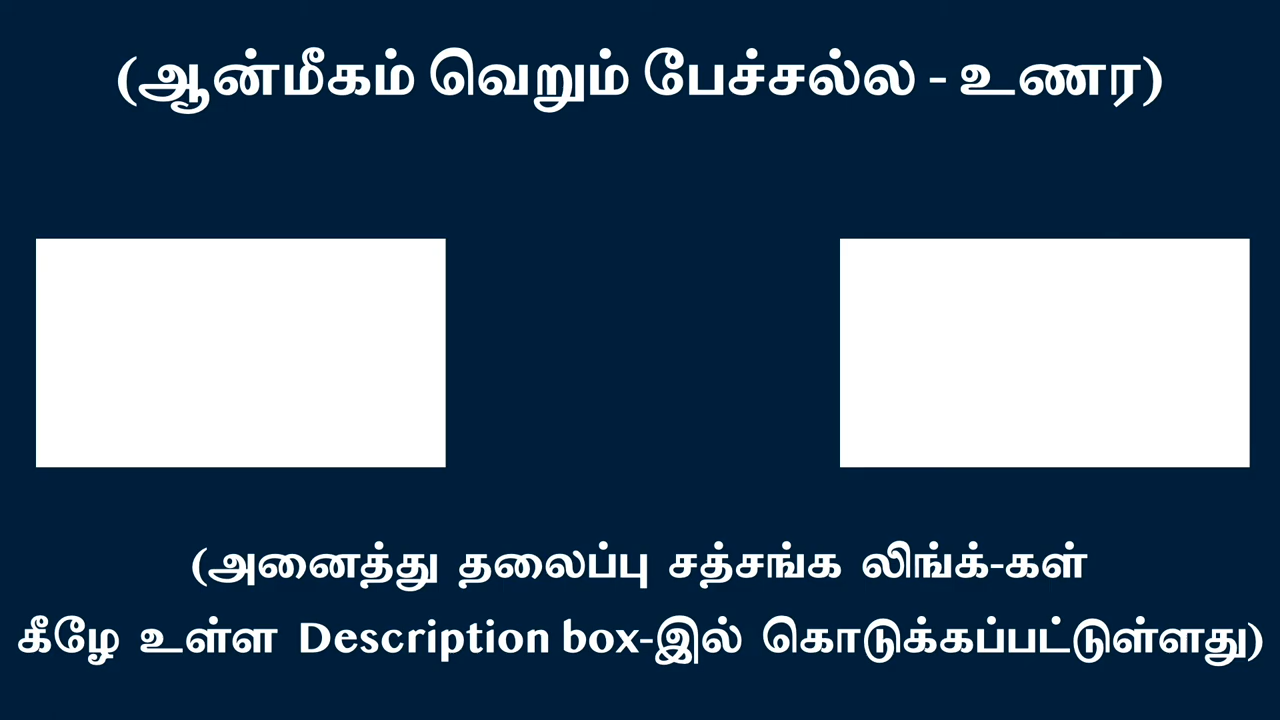 (ஆன்மீகம் வெறும் பேச்சல்ல - உணர)
(அனைத்து தலைப்பு சத்சங்க லிங்க்-கள்
கீழே உள்ள Description box-இல் கொடுக்கப்பட்டுள்ளது)